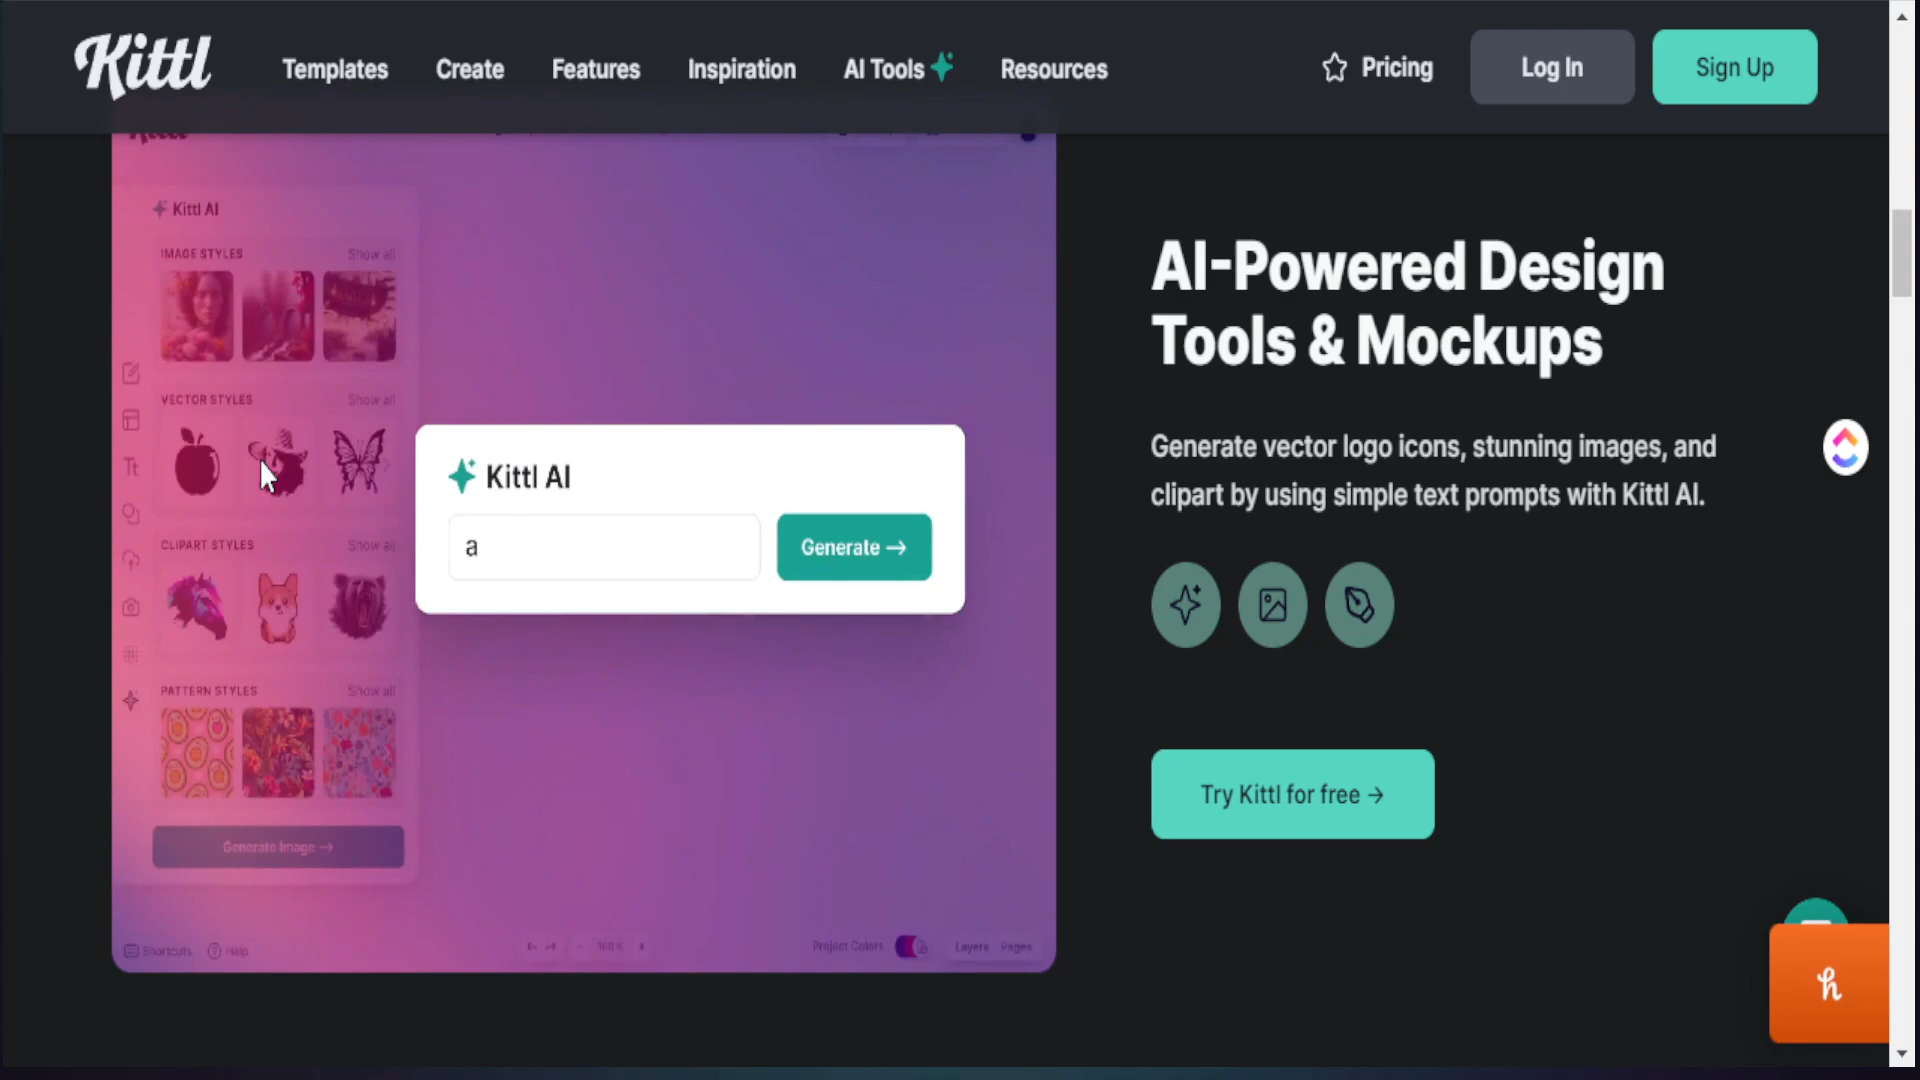 Kittl
Templates
Create
Features
Inspiration
AI Tools
Resources
Pricing
Log In
Sign Up
Kittl AI
IMAGE STYLES
Show all
VECTOR STYLES
Show all
CLIPART STYLES
Show all
PATTERN STYLES
Show all
Generate Image →
Shortcuts
Help
100%
Project Colors
Layers
Pages
Kittl AI
a
Generate →
AI-Powered Design
Tools & Mockups
Generate vector logo icons, stunning images, and
clipart by using simple text prompts with Kittl AI.
Try Kittl for free →
h